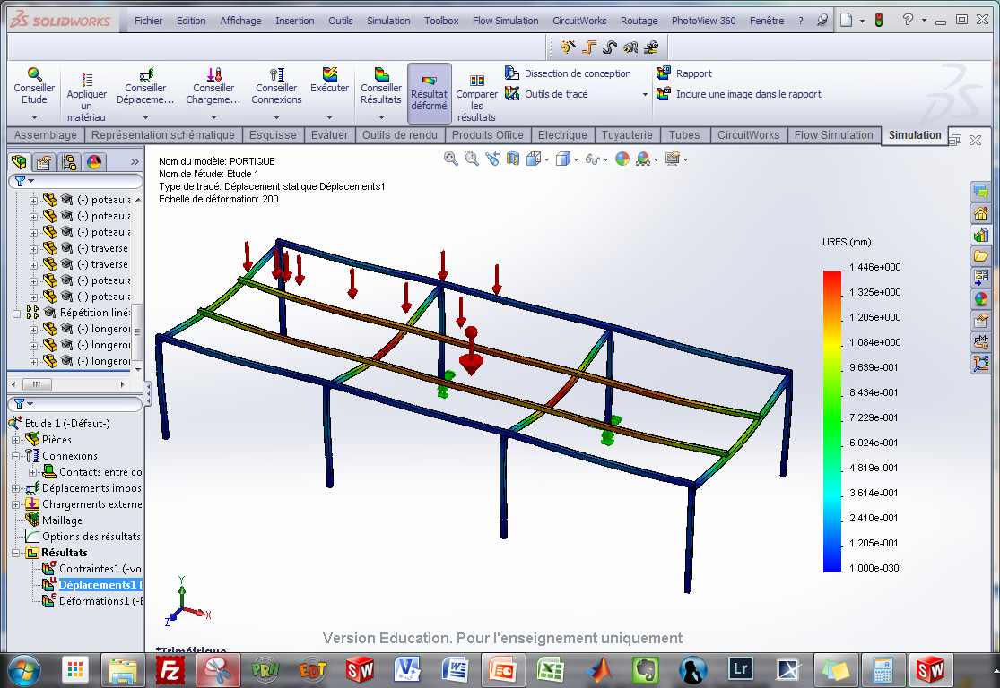 SOLIDWORKS
Fichier Edition Affichage Insertion Outils Simulation Toolbox Flow Simulation CircuitWorks Routage PhotoView 360 Fenêtre ?
Conseiller Etude
Appliquer un matériau
Conseiller Déplaceme...
Conseiller Chargeme...
Conseiller Connexions
Exécuter
Conseiller Résultats
Résultat déformé
Comparer les résultats
Dissection de conception
Outils de tracé
Rapport
Indure une image dans le rapport
Assemblage Représentation schématique Esquisse Evaluer Outils de rendu Produits Office Electrique Tuyauterie Tubes CircuitWorks Flow Simulation Simulation
(-) poteau a
(-) poteau a
(-) poteau a
(-) traverse
(-) traverse
(-) poteau a
(-) poteau a
Répétition liné
(-) longeron
(-) longeron
(-) longeron
Etude 1 (-Défaut-)
Pièces
Connexions
Contacts entre co
Déplacements impos
Chargements externe
Maillage
Options des résultats
Résultats
Contraintes1 (-vo
Déplacements1 (
Déformations1 (-E
Nom du modèle: PORTIQUE
Nom de l'étude: Etude 1
Type de tracé: Déplacement statique Déplacements1
Echelle de déformation: 200
URES (mm)
1.446e+000
1.325e+000
1.205e+000
1.084e+000
9.639e-001
8.434e-001
7.229e-001
6.024e-001
4.819e-001
3.614e-001
2.410e-001
1.205e-001
1.000e-030
Y
X
Z
*Trimétrique
Version Education. Pour l'enseignement uniquement
Fz PRN EDT SW V W P X Lr SW